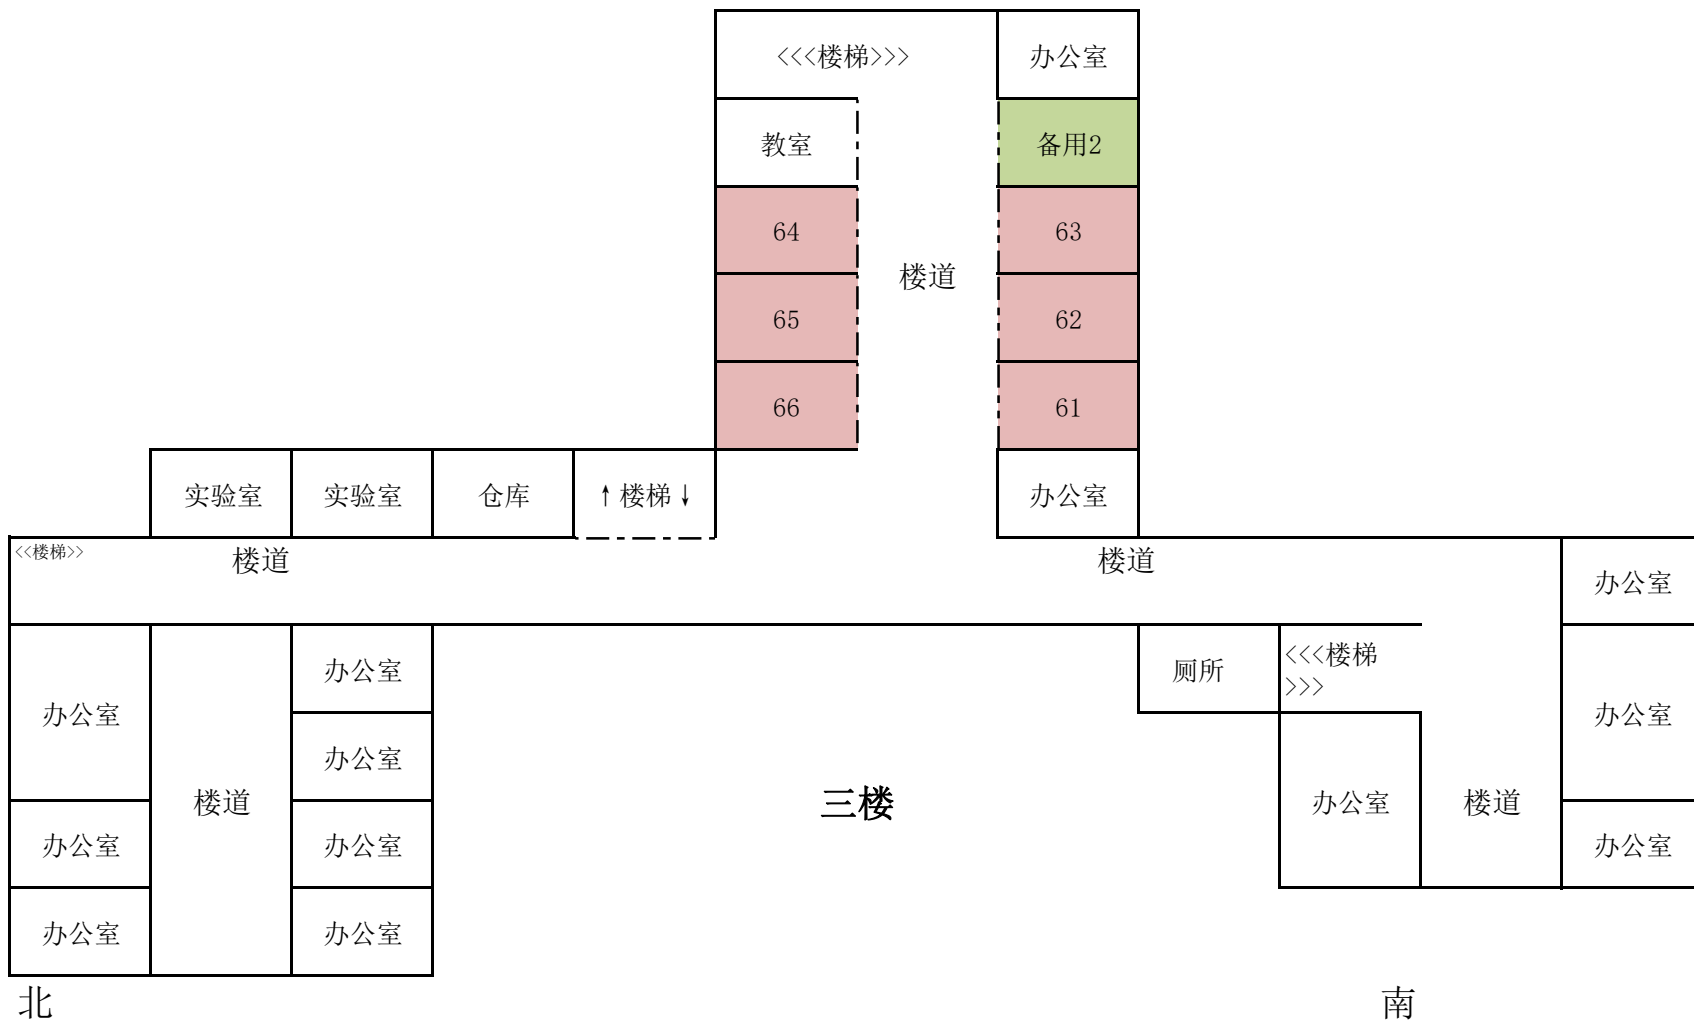 <<<楼梯>>>
办公室
教室
备用2
64
63
楼道
65
62
66
61
实验室
实验室
仓库
↑楼梯↓
办公室
<<楼梯>>
楼道
楼道
办公室
办公室
楼道
办公室
厕所
<<<楼梯
>>>
办公室
办公室
三楼
办公室
楼道
办公室
办公室
办公室
办公室
办公室
北
南